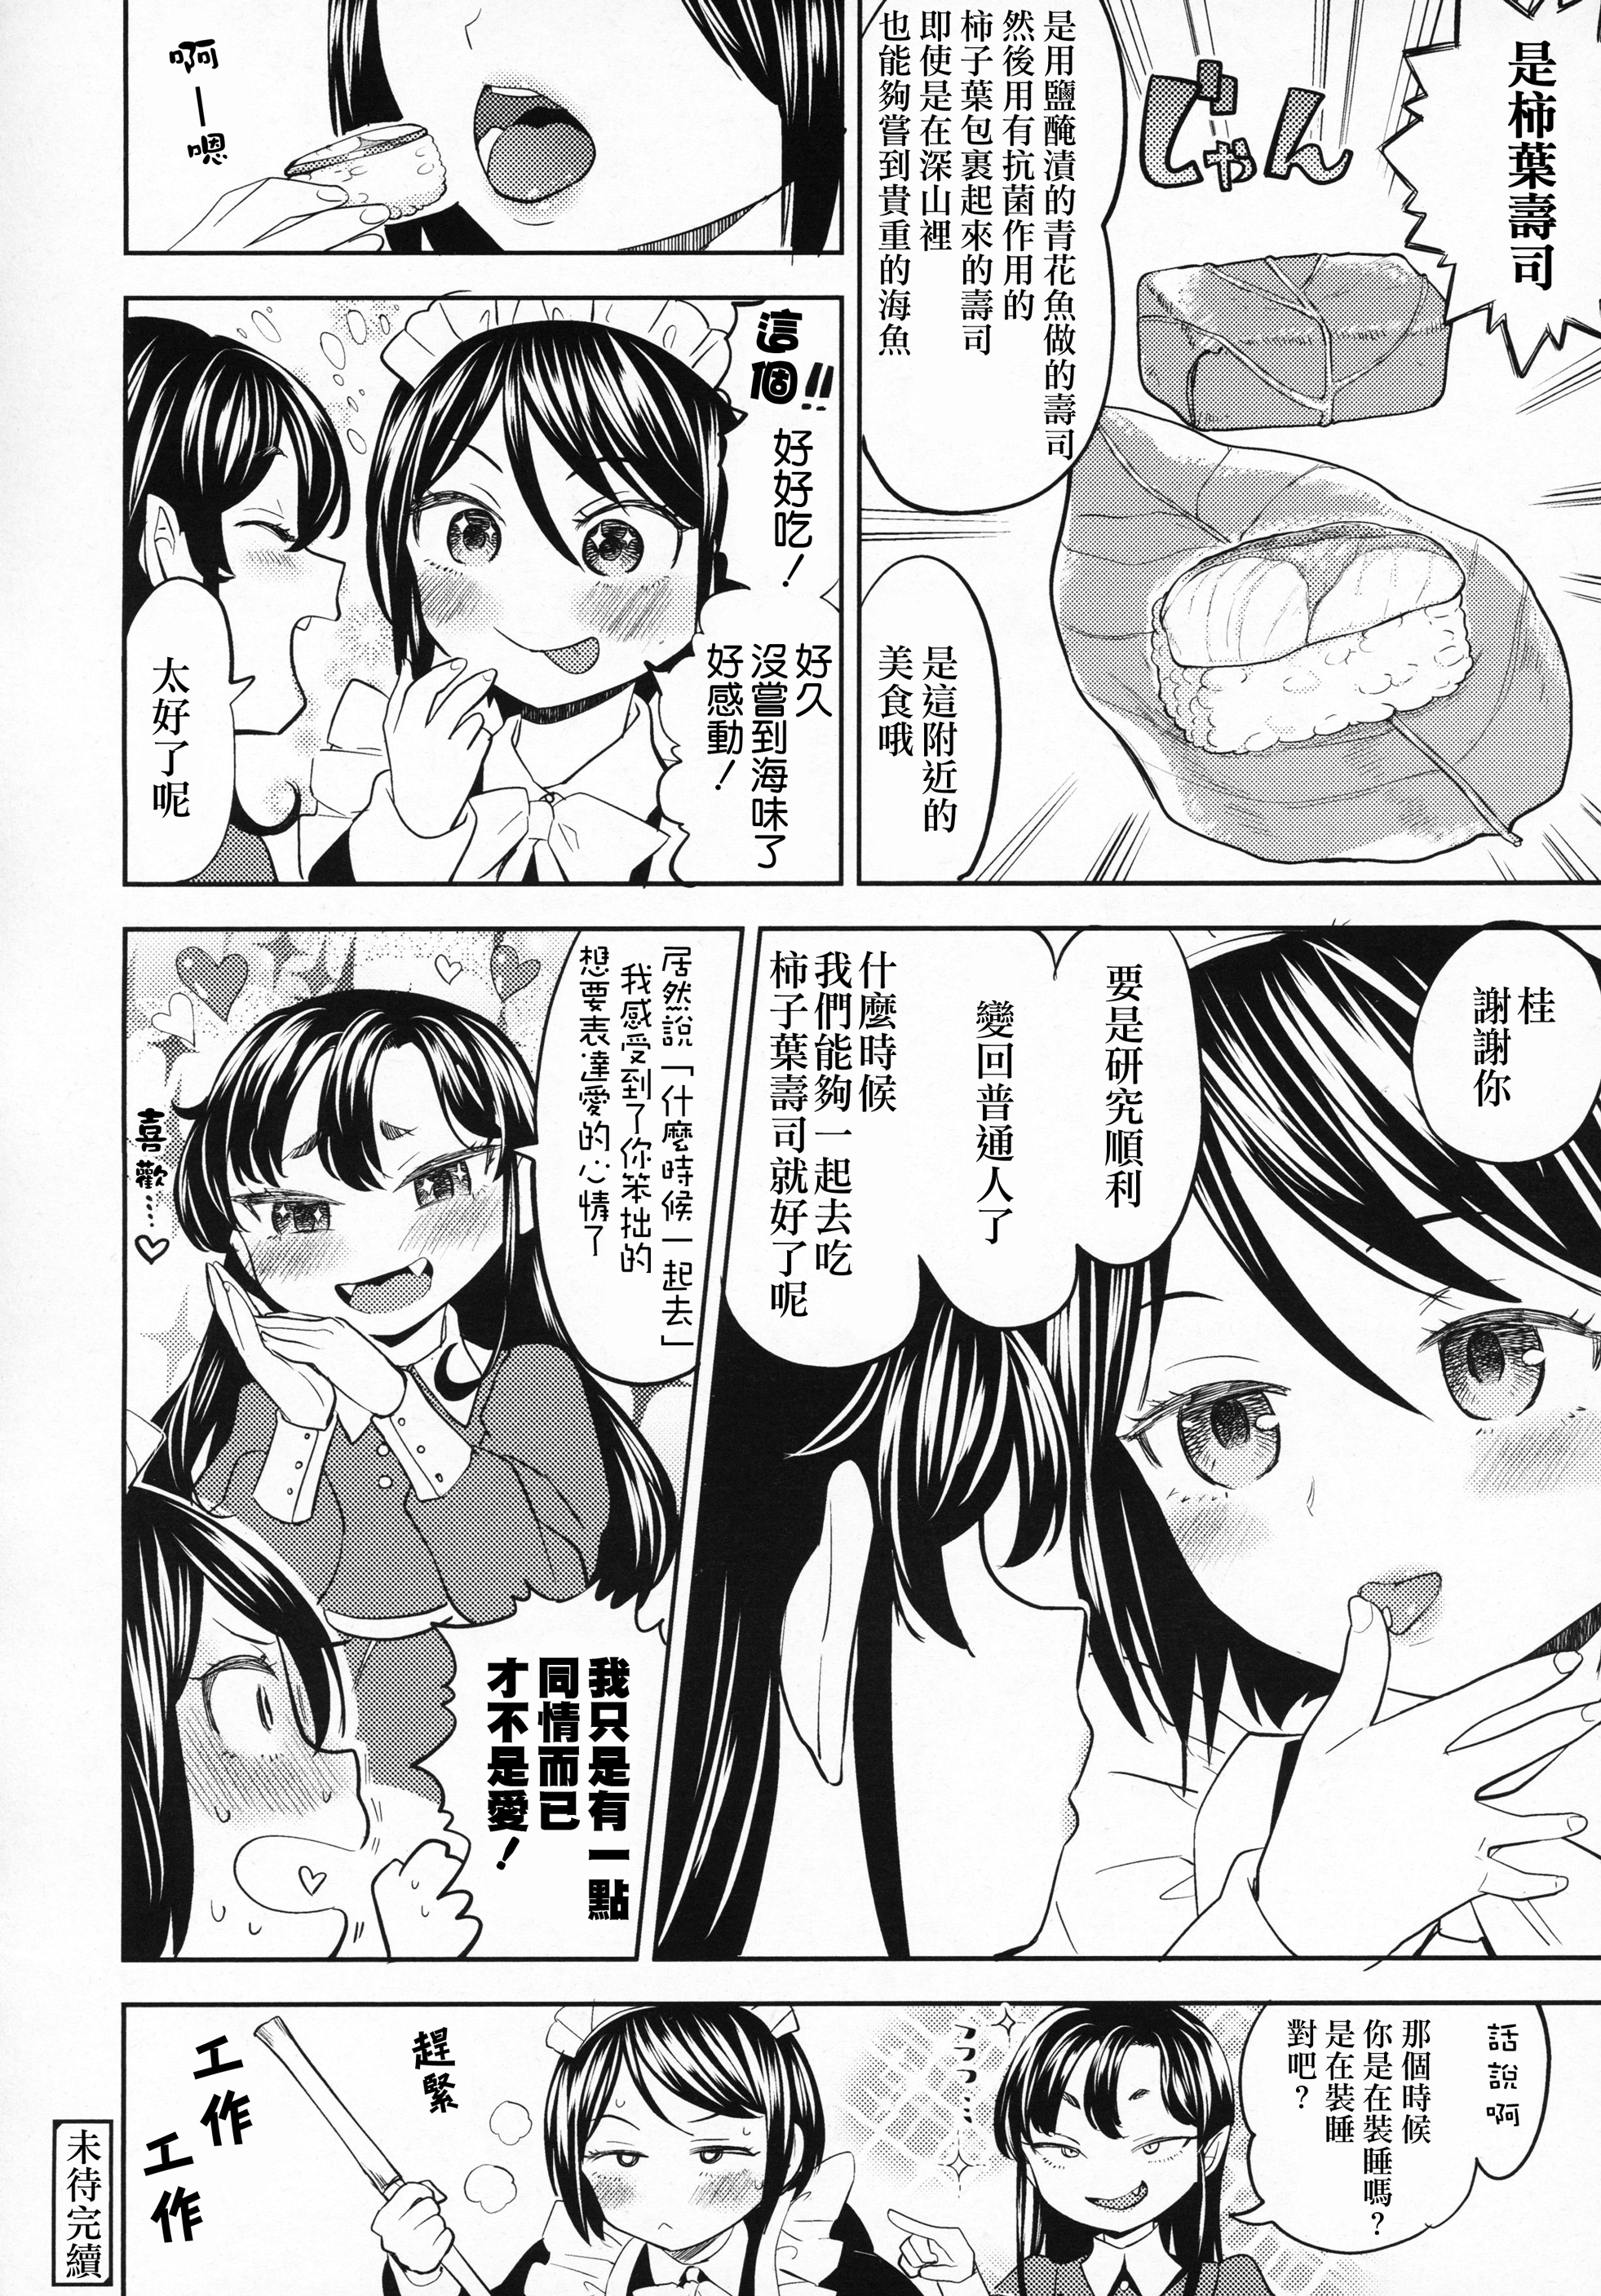 是柿葉壽司
じゃん
是用鹽醃漬的青花魚做的壽司
然後用有抗菌作用的
柿子葉包裹起來的壽司
即使是在深山裡
也能夠嘗到貴重的海魚
是這附近的
美食哦
啊—嗯
這個!!
好好吃！
好久
沒嘗到海味了
好感動！
太好了呢
桂
謝謝你
要是研究順利
變回普通人了
什麼時候
我們能夠一起去吃
柿子葉壽司就好了呢
居然說「什麼時候一起去」
我感受到了你笨拙的
想要表達愛的心情了
喜歡…♡
我只是有一點
同情而已
才不是愛！
話說啊
那個時候
你是在裝睡嗎？
是在裝睡
對吧？
趕緊
工作
工作
未待完續